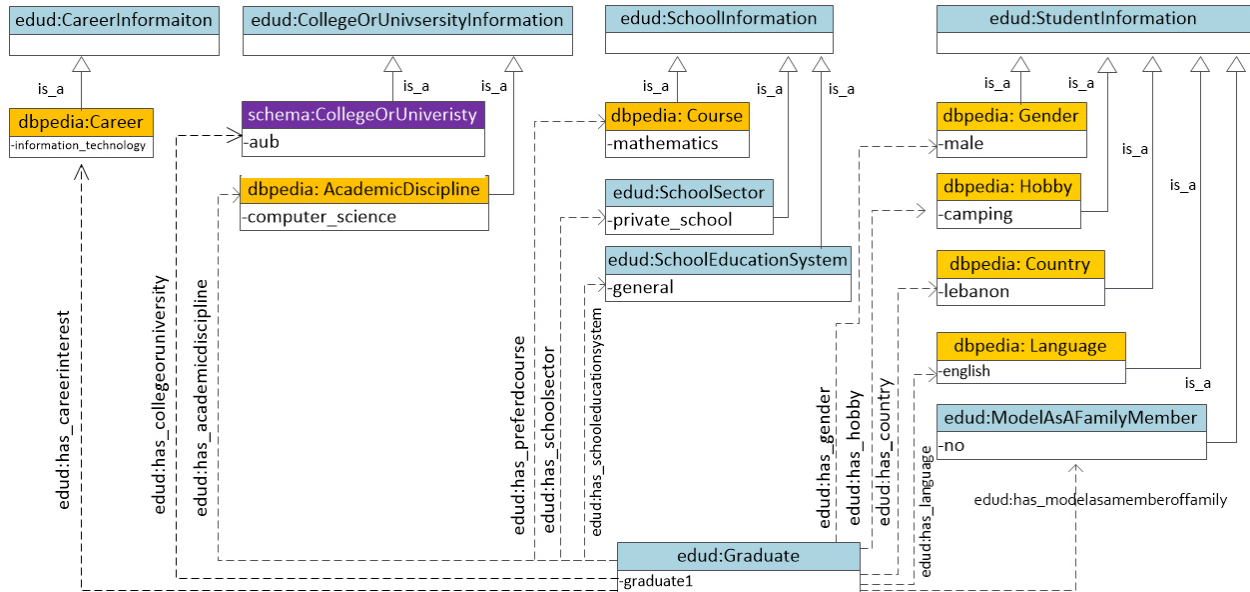 edud:CareerInformaiton
edud:CollegeOrUnivsersityInformation
edud:SchoolInformation
edud:StudentInformation
is_a
is_a
is_a
is_a
is_a
is_a
is_a
is_a
is_a
is_a
is_a
dbpedia:Career
-information_technology
schema:CollegeOrUniveristy
-aub
dbpedia: AcademicDiscipline
-computer_science
dbpedia: Course
-mathematics
edud:SchoolSector
-private_school
edud:SchoolEducationSystem
-general
dbpedia: Gender
-male
dbpedia: Hobby
-camping
dbpedia: Country
-lebanon
dbpedia: Language
-english
edud:ModelAsAFamilyMember
-no
edud:has_careerinterest
edud:has_collegeoruniversity
edud:has_academicdiscipline
edud:has_preferdcourse
edud:has_schoolsector
edud:has_schooleducationsystem
edud:has_gender
edud:has_hobby
edud:has_country
edud:has_language
edud:has_modelasamemberoffamily
edud:Graduate
-graduate1